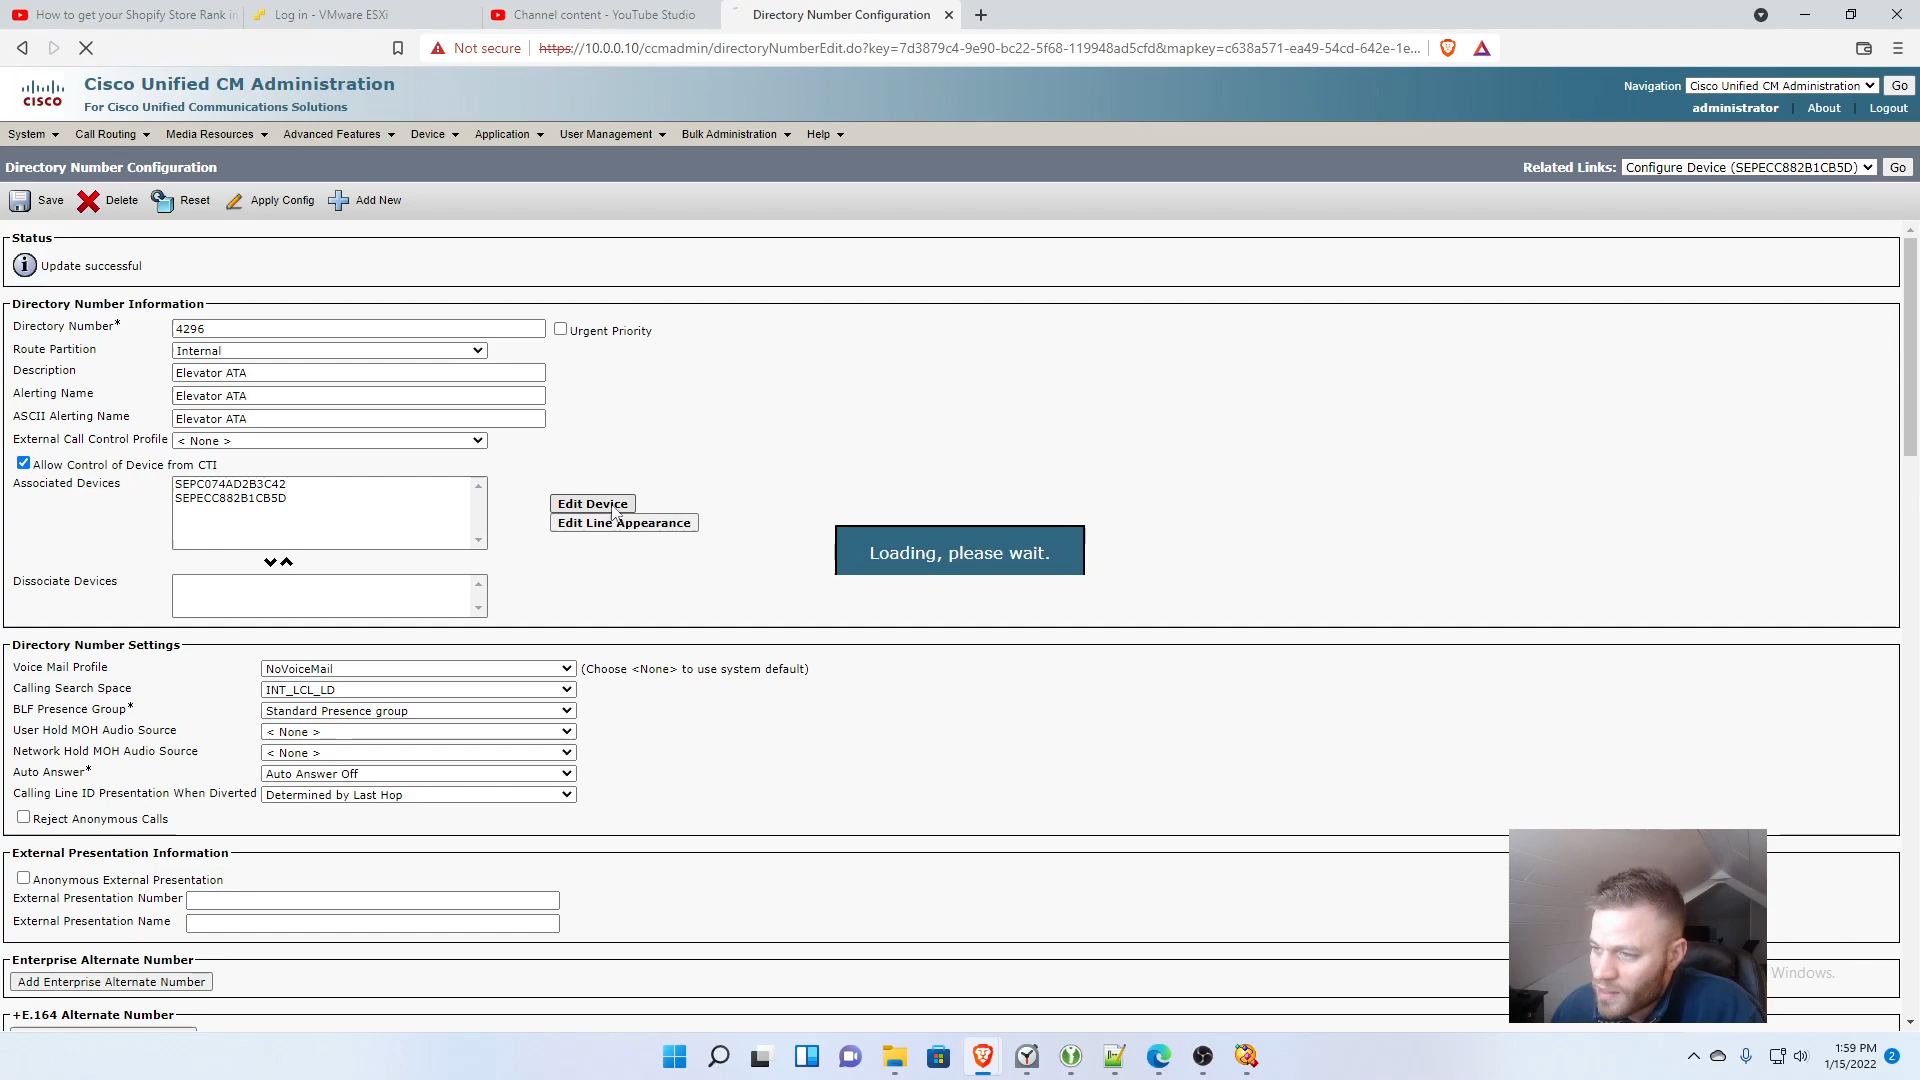 How to get your Shopify Store Rank in
Log in - VMware ESXi
Channel content - YouTube Studio
Directory Number Configuration
Not secure
https://10.0.0.10/ccmadmin/directoryNumberEdit.do?key=7d3879c4-9e90-bc22-5f68-119948ad5cfd&mapkey=c638a571-ea49-54cd-642e-1e...
CISCO
Cisco Unified CM Administration
For Cisco Unified Communications Solutions
Navigation Cisco Unified CM Administration Go
administrator | About | Logout
System Call Routing Media Resources Advanced Features Device Application User Management Bulk Administration Help
Directory Number Configuration
Related Links: Configure Device (SEPECC882B1CB5D) Go
Save Delete Reset Apply Config Add New
Status
Update successful
Directory Number Information
Directory Number* 4296 Urgent Priority
Route Partition Internal
Description Elevator ATA
Alerting Name Elevator ATA
ASCII Alerting Name Elevator ATA
External Call Control Profile < None >
Allow Control of Device from CTI
Associated Devices SEPC074AD2B3C42
SEPECC882B1CB5D
Edit Device
Edit Line Appearance
Loading, please wait.
Dissociate Devices
Directory Number Settings
Voice Mail Profile NoVoiceMail (Choose <None> to use system default)
Calling Search Space INT_LCL_LD
BLF Presence Group* Standard Presence group
User Hold MOH Audio Source < None >
Network Hold MOH Audio Source < None >
Auto Answer* Auto Answer Off
Calling Line ID Presentation When Diverted Determined by Last Hop
Reject Anonymous Calls
External Presentation Information
Anonymous External Presentation
External Presentation Number
External Presentation Name
Windows.
Enterprise Alternate Number
Add Enterprise Alternate Number
+E.164 Alternate Number
1:59 PM
1/15/2022
2